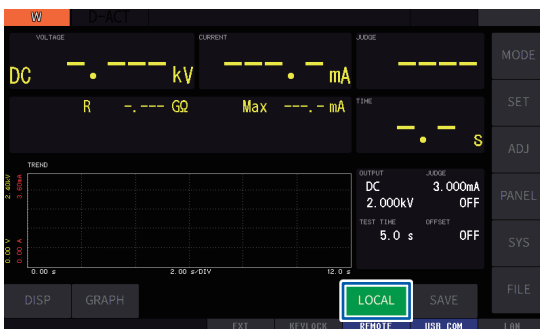 W D-ACT
VOLTAGE CURRENT JUDGE
DC -.--- kV ---.- mA ----
MODE
R -.--- GΩ Max ---.- mA TIME
SET
--.- s
ADJ
TREND
2.40kV 3.60mA
OUTPUT JUDGE
DC 3.000mA
PANEL
2.000kV OFF
TEST TIME OFFSET
5.0 s OFF
SYS
0.00 V 0.00 A
0.00 s 2.00 s/DIV 12.0 s
DISP GRAPH LOCAL SAVE FILE
EXT KEYLOCK REMOTE USB COM LAN